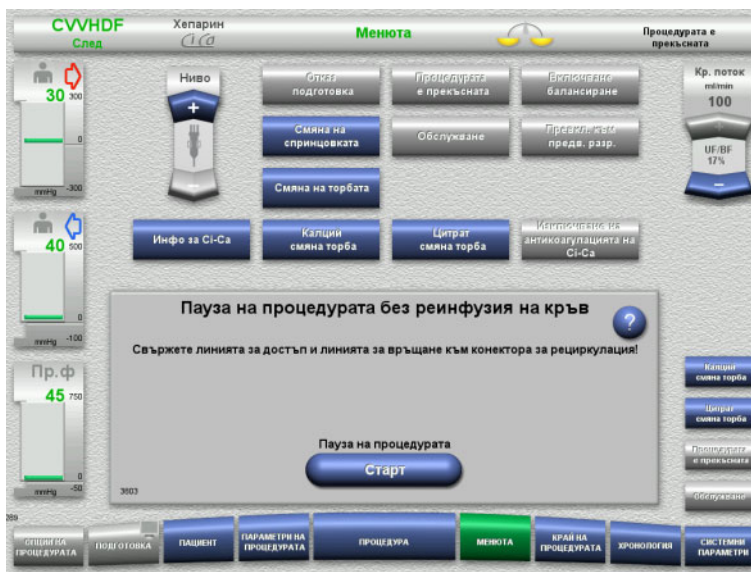 CVVHDF
След
Хепарин
Ci Ca
Менюта
Процедурата е
прекъсната
30
300
0
-300
mmHg
40
500
0
-100
mmHg
Пр.ф
45
750
0
-50
mmHg
Ниво
+
–
Отказ
подготовка
Процедурата
е прекъсната
Включване
балансиране
Смяна на
спринцовката
Обслужване
Превкл. към
предв. разр.
Смяна на торбата
Инфо за Ci-Ca
Калции
смяна торба
Цитрат
смяна торба
Изключване на
антикоагулацията на
Ci-Ca
Кр. поток
ml/min
100
+
UF/BF
17%
–
Пауза на процедурата без реинфузия на кръв
?
Свържете линията за достъп и линията за връщане към конектора за рециркулация!
Пауза на процедурата
Старт
3603
Калции
смяна торба
Цитрат
смяна торба
Процедурата
е прекъсната
Обслужване
ОПЦИИ НА
ПРОЦЕДУРАТА
ПОДГОТОВКА
ПАЦИЕНТ
ПАРАМЕТРИ НА
ПРОЦЕДУРАТА
ПРОЦЕДУРА
МЕНЮТА
КРАЙ НА
ПРОЦЕДУРАТА
ХРОНОЛОГИЯ
СИСТЕМНИ
ПАРАМЕТРИ